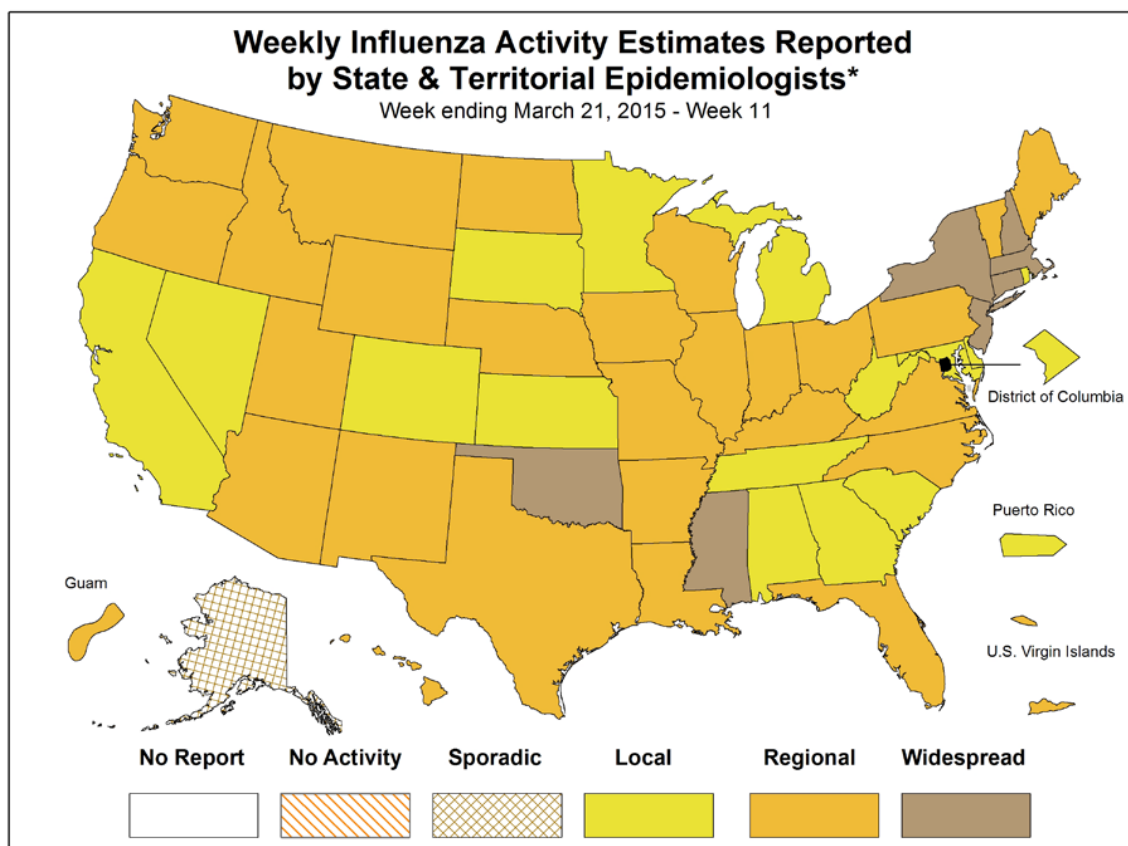 Weekly Influenza Activity Estimates Reported
by State & Territorial Epidemiologists*
Week ending March 21, 2015 - Week 11
District of Columbia
Puerto Rico
Guam
U.S. Virgin Islands
No Report
No Activity
Sporadic
Local
Regional
Widespread